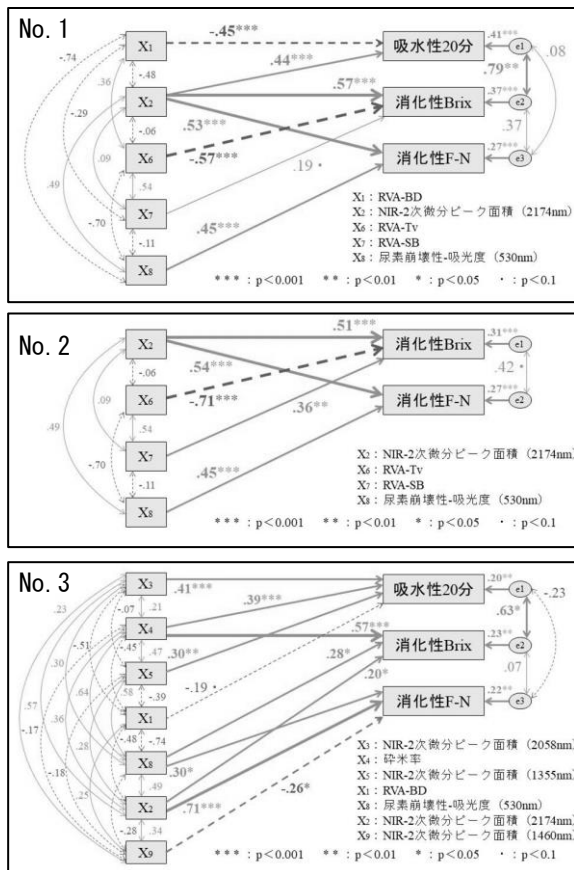 No. 1
-.45***
.41***
X1
吸水性20分
e1
.08
-.74
-.48
.44***
.79**
.36
.57***
.37***
X2
消化性Brix
e2
-.29
-.06
.53***
.37
X6
-.57***
.27***
.09
消化性F-N
e3
.54
.19 ·
.49
X7
-.70
-.11
.45***
X8
X1：RVA-BD
X2：NIR-2次微分ピーク面積（2174nm）
X6：RVA-Tv
X7：RVA-SB
X8：尿素崩壊性-吸光度（530nm）
***：p<0.001 **：p<0.01 *：p<0.05 ·：p<0.1
No. 2
.51***
.31***
X2
消化性Brix
e1
-.06
.54***
.42 ·
X6
-.71***
.27***
.09
消化性F-N
e2
.49
.54
.36**
X7
-.70
-.11
.45***
X8
X2：NIR-2次微分ピーク面積（2174nm）
X6：RVA-Tv
X7：RVA-SB
X8：尿素崩壊性-吸光度（530nm）
***：p<0.001 **：p<0.01 *：p<0.05 ·：p<0.1
No. 3
X3
.41***
.20**
吸水性20分
e1
-.23
.23
-.07
.21
.39***
.63*
X4
.57***
.23**
-.51
-.45
.47
.30**
.28*
消化性Brix
e2
.30
X5
.20*
.07
.57
.64
.58
-.39
-.19 ·
.22**
-.17
.36
X1
消化性F-N
e3
-.48
-.74
.28
X8
.30*
-.18
.49
-.26*
.25
X2
.71***
-.28
.34
X9
X3：NIR-2次微分ピーク面積（2058nm）
X4：砕米率
X5：NIR-2次微分ピーク面積（1355nm）
X1：RVA-BD
X8：尿素崩壊性-吸光度（530nm）
X2：NIR-2次微分ピーク面積（2174nm）
X9：NIR-2次微分ピーク面積（1460nm）
***：p<0.001 **：p<0.01 *：p<0.05 ·：p<0.1